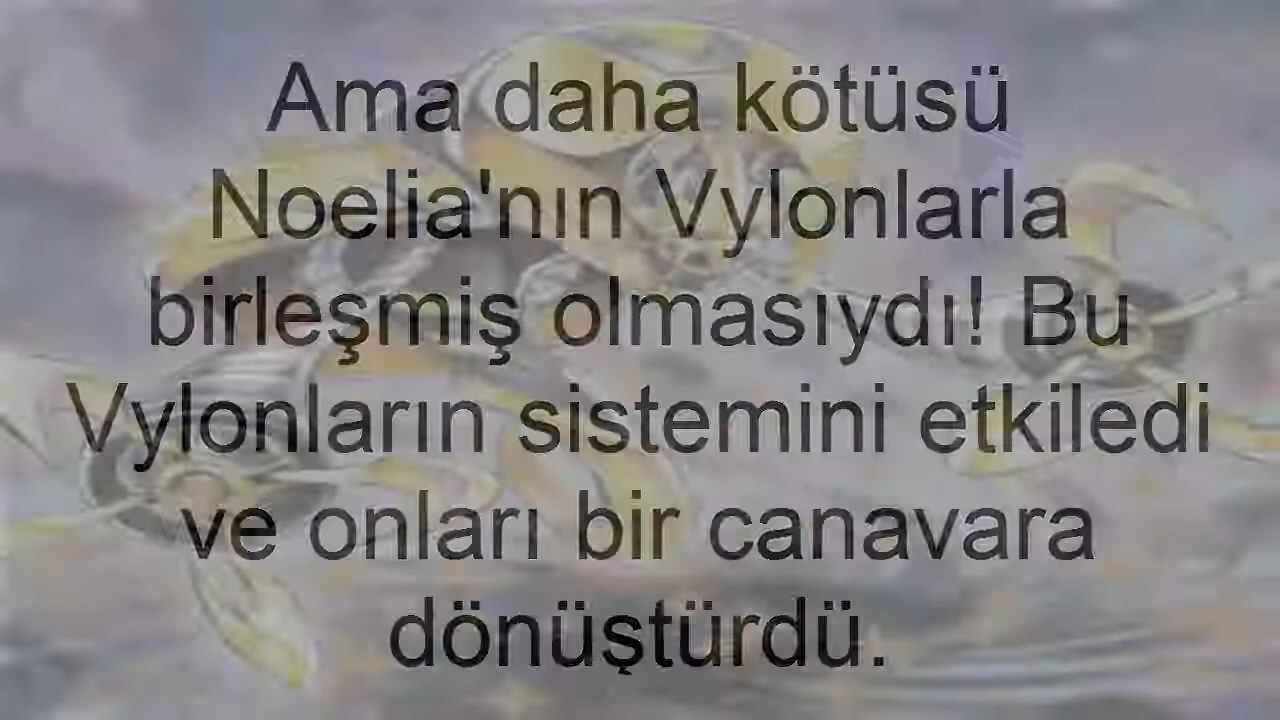 Ama daha kötüsü
Noelia'nın Vylonlarla
birleşmiş olmasıydı! Bu
Vylonların sistemini etkiledi
ve onları bir canavara
dönüştürdü.